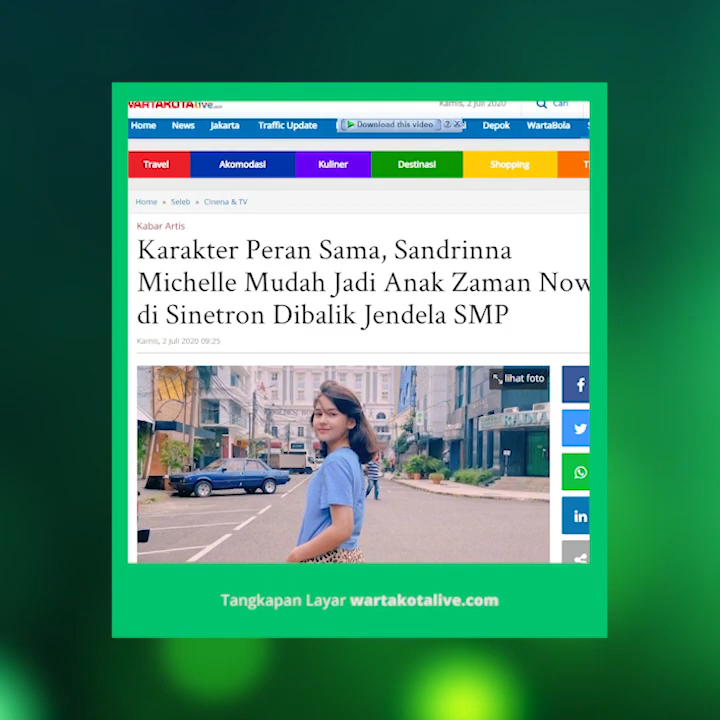 WARTAKOTAlive.com
Kamis, 2 Juli 2020
Cari
Home News Jakarta Traffic Update Download this video ? X Depok WartaBola
Travel Akomodasi Kuliner Destinasi Shopping
Home » Seleb » Cinema & TV
Kabar Artis
Karakter Peran Sama, Sandrinna
Michelle Mudah Jadi Anak Zaman Now
di Sinetron Dibalik Jendela SMP
Kamis, 2 Juli 2020 09:25
lihat foto
Tangkapan Layar wartakotalive.com